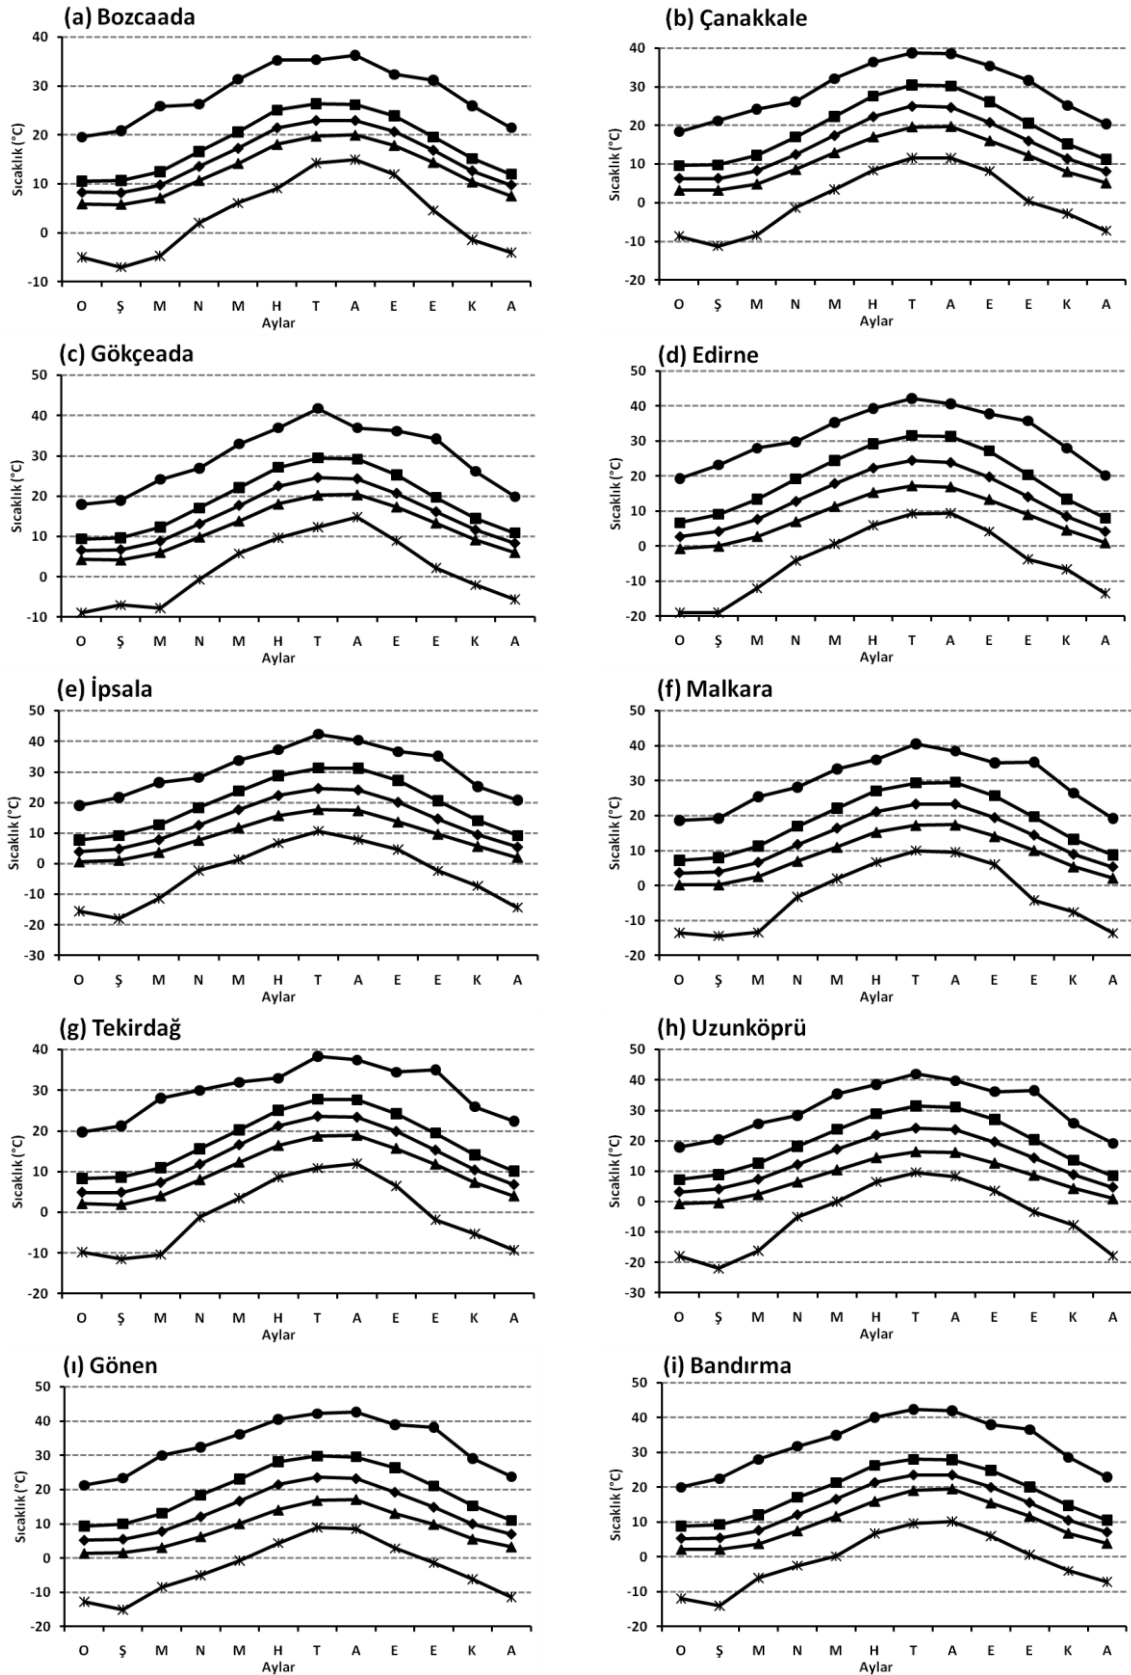 (a) Bozcaada
Sıcaklık (°C)
40
30
20
10
0
-10
O Ş M N M H T A E E K A
Aylar
(b) Çanakkale
Sıcaklık (°C)
40
30
20
10
0
-10
-20
O Ş M N M H T A E E K A
Aylar
(c) Gökçeada
Sıcaklık (°C)
50
40
30
20
10
0
-10
O Ş M N M H T A E E K A
Aylar
(d) Edirne
Sıcaklık (°C)
50
40
30
20
10
0
-10
-20
O Ş M N M H T A E E K A
Aylar
(e) İpsala
Sıcaklık (°C)
50
40
30
20
10
0
-10
-20
-30
O Ş M N M H T A E E K A
Aylar
(f) Malkara
Sıcaklık (°C)
50
40
30
20
10
0
-10
-20
O Ş M N M H T A E E K A
Aylar
(g) Tekirdağ
Sıcaklık (°C)
40
30
20
10
0
-10
-20
O Ş M N M H T A E E K A
Aylar
(h) Uzunköprü
Sıcaklık (°C)
50
40
30
20
10
0
-10
-20
-30
O Ş M N M H T A E E K A
Aylar
(ı) Gönen
Sıcaklık (°C)
50
40
30
20
10
0
-10
-20
O Ş M N M H T A E E K A
Aylar
(i) Bandırma
Sıcaklık (°C)
50
40
30
20
10
0
-10
-20
O Ş M N M H T A E E K A
Aylar